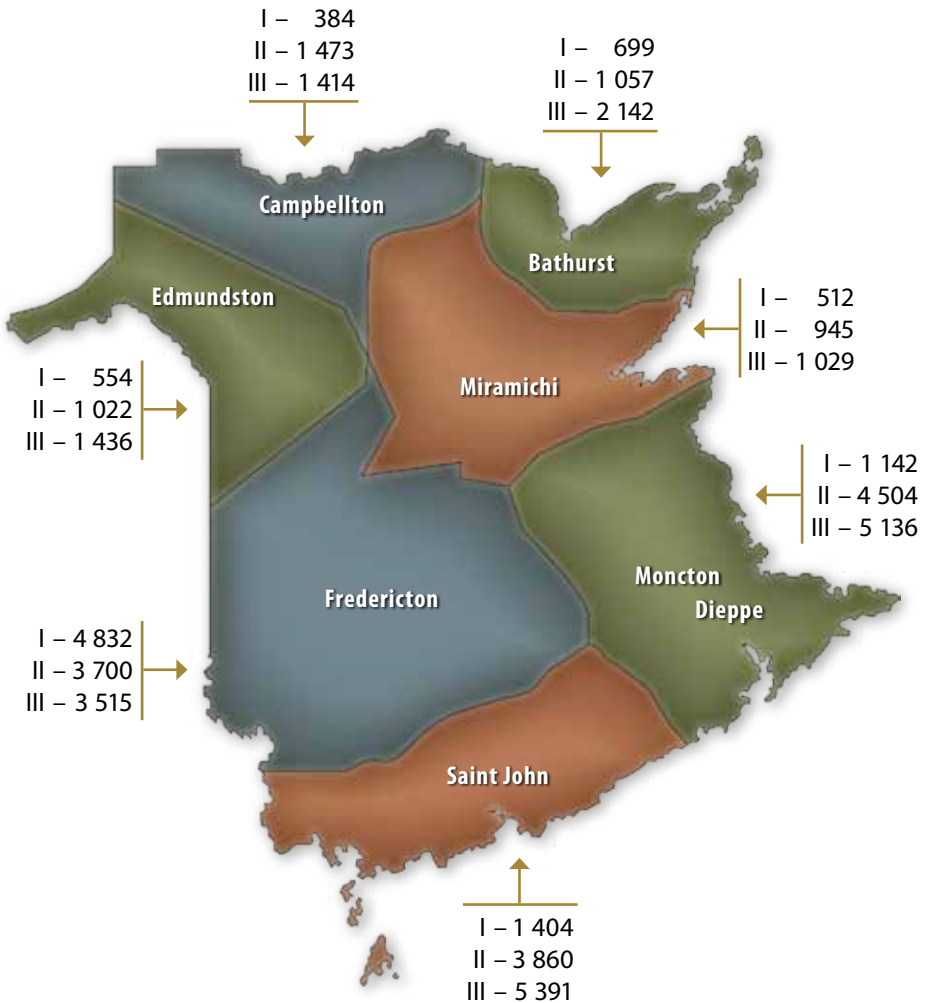 I – 384
II – 1 473
III – 1 414
I – 699
II – 1 057
III – 2 142
Campbellton
Bathurst
Edmundston
I – 512
II – 945
III – 1 029
Miramichi
I – 554
II – 1 022
III – 1 436
I – 1 142
II – 4 504
III – 5 136
Moncton
Dieppe
Fredericton
I – 4 832
II – 3 700
III – 3 515
Saint John
I – 1 404
II – 3 860
III – 5 391